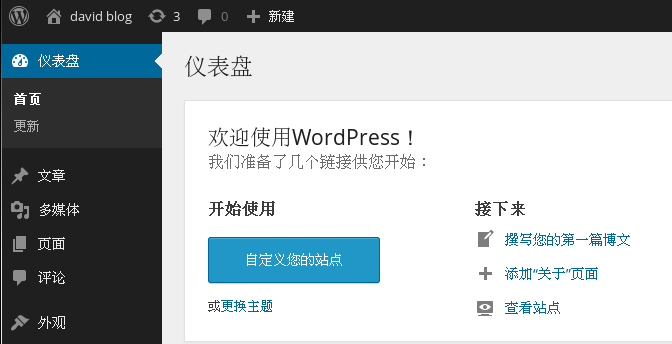 david blog 3 0 新建
仪表盘
首页
更新
文章
多媒体
页面
评论
外观
仪表盘
欢迎使用WordPress！
我们准备了几个链接供您开始：
开始使用
自定义您的站点
或更换主题
接下来
撰写您的第一篇博文
添加“关于”页面
查看站点